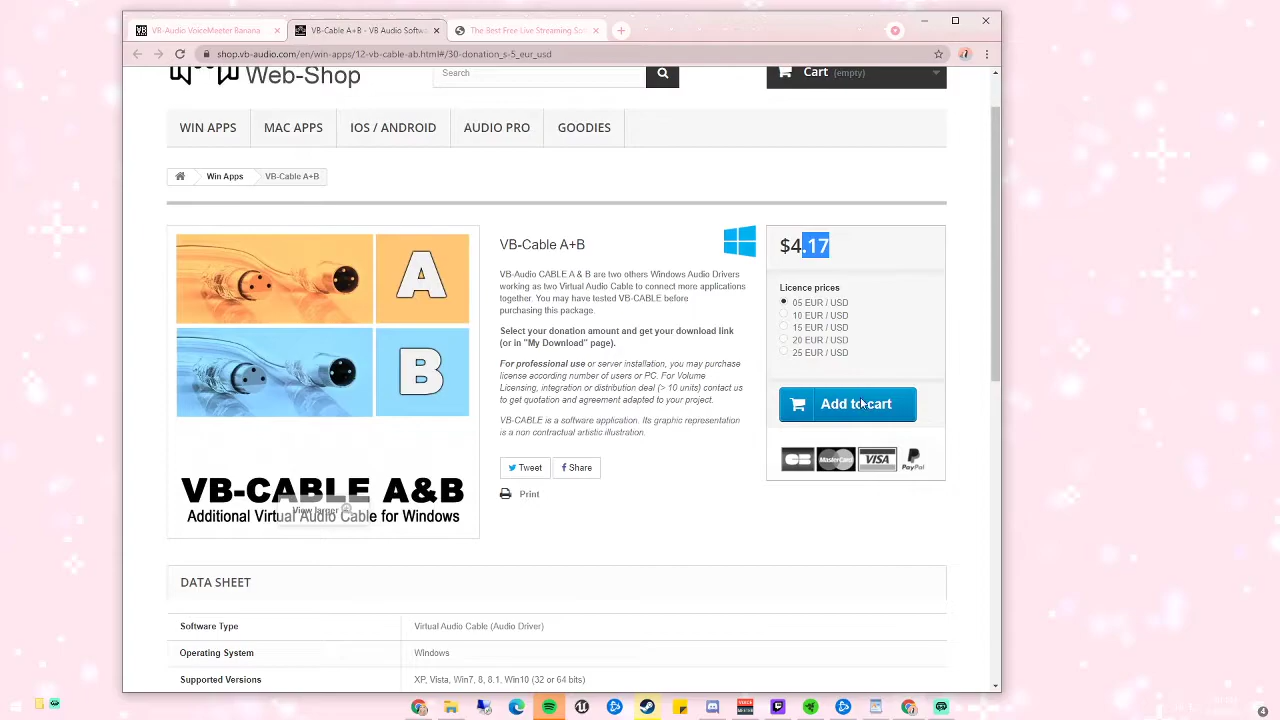 VB-Audio VoiceMeeter Banana
VB-Cable A+B - VB Audio Softwa
The Best Free Live Streaming Sof
shop.vb-audio.com/en/win-apps/12-vb-cable-ab.html#/30-donation_s-5_eur_usd
Web-Shop
Search
Cart (empty)
WIN APPS
MAC APPS
IOS / ANDROID
AUDIO PRO
GOODIES
Win Apps
VB-Cable A+B
A
B
VB-CABLE A&B
View larger
Additional Virtual Audio Cable for Windows
VB-Cable A+B
VB-Audio CABLE A & B are two others Windows Audio Drivers
working as two Virtual Audio Cable to connect more applications
together. You may have tested VB-CABLE before
purchasing this package.
Select your donation amount and get your download link
(or in "My Download" page).
For professional use or server installation, you may purchase
license according number of users or PC. For Volume
Licensing, integration or distribution deal (> 10 units) contact us
to get quotation and agreement adapted to your project.
VB-CABLE is a software application. Its graphic representation
is a non contractual artistic illustration.
Tweet
Share
Print
$4.17
Licence prices
05 EUR / USD
10 EUR / USD
15 EUR / USD
20 EUR / USD
25 EUR / USD
Add to cart
CB
MasterCard
VISA
PayPal
DATA SHEET
Software Type
Virtual Audio Cable (Audio Driver)
Operating System
Windows
Supported Versions
XP, Vista, Win7, 8, 8.1, Win10 (32 or 64 bits)
4